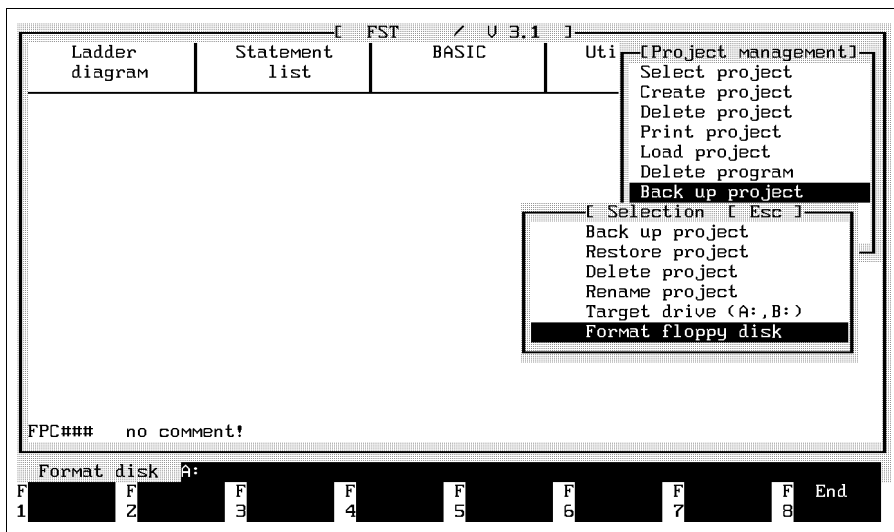 [ FST / V 3.1 ]
Ladder diagram
Statement list
BASIC
Uti
[Project management]
Select project
Create project
Delete project
Print project
Load project
Delete program
Back up project
[ Selection [ Esc ]
Back up project
Restore project
Delete project
Rename project
Target drive (A:,B:)
Format floppy disk
FPC### no comment!
Format disk A:
F1 F2 F3 F4 F5 F6 F7 F8 End